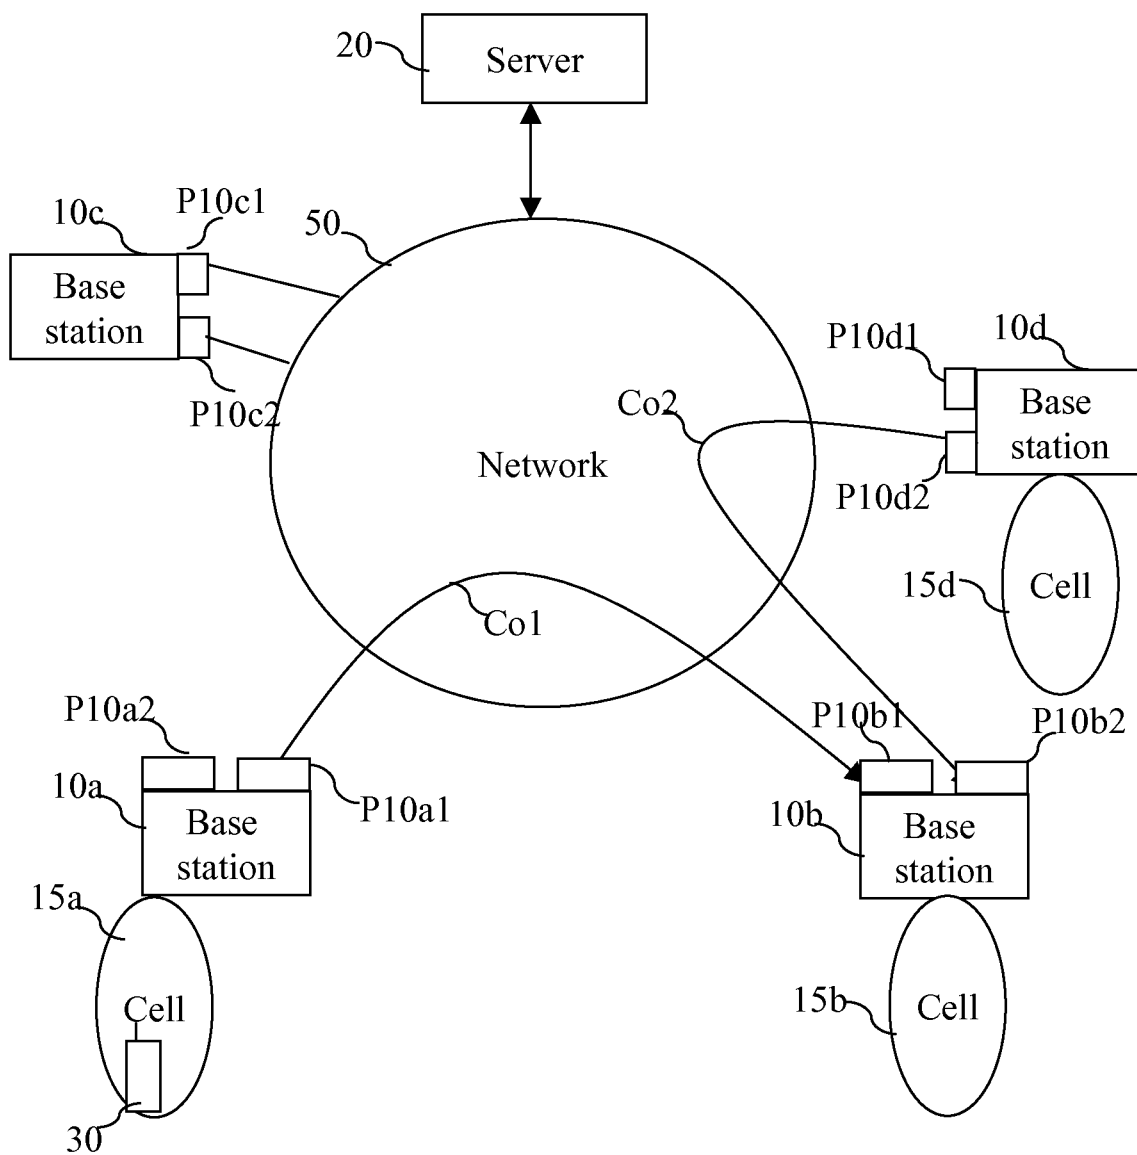 20
Server
P10c1
10c
50
Base
station
P10c2
10d
P10d1
Base
station
Co2
Network
P10d2
15d
Cell
Co1
P10a2
P10b1
P10b2
10a
P10a1
10b
Base
station
Base
station
15a
15b
Cell
Cell
30